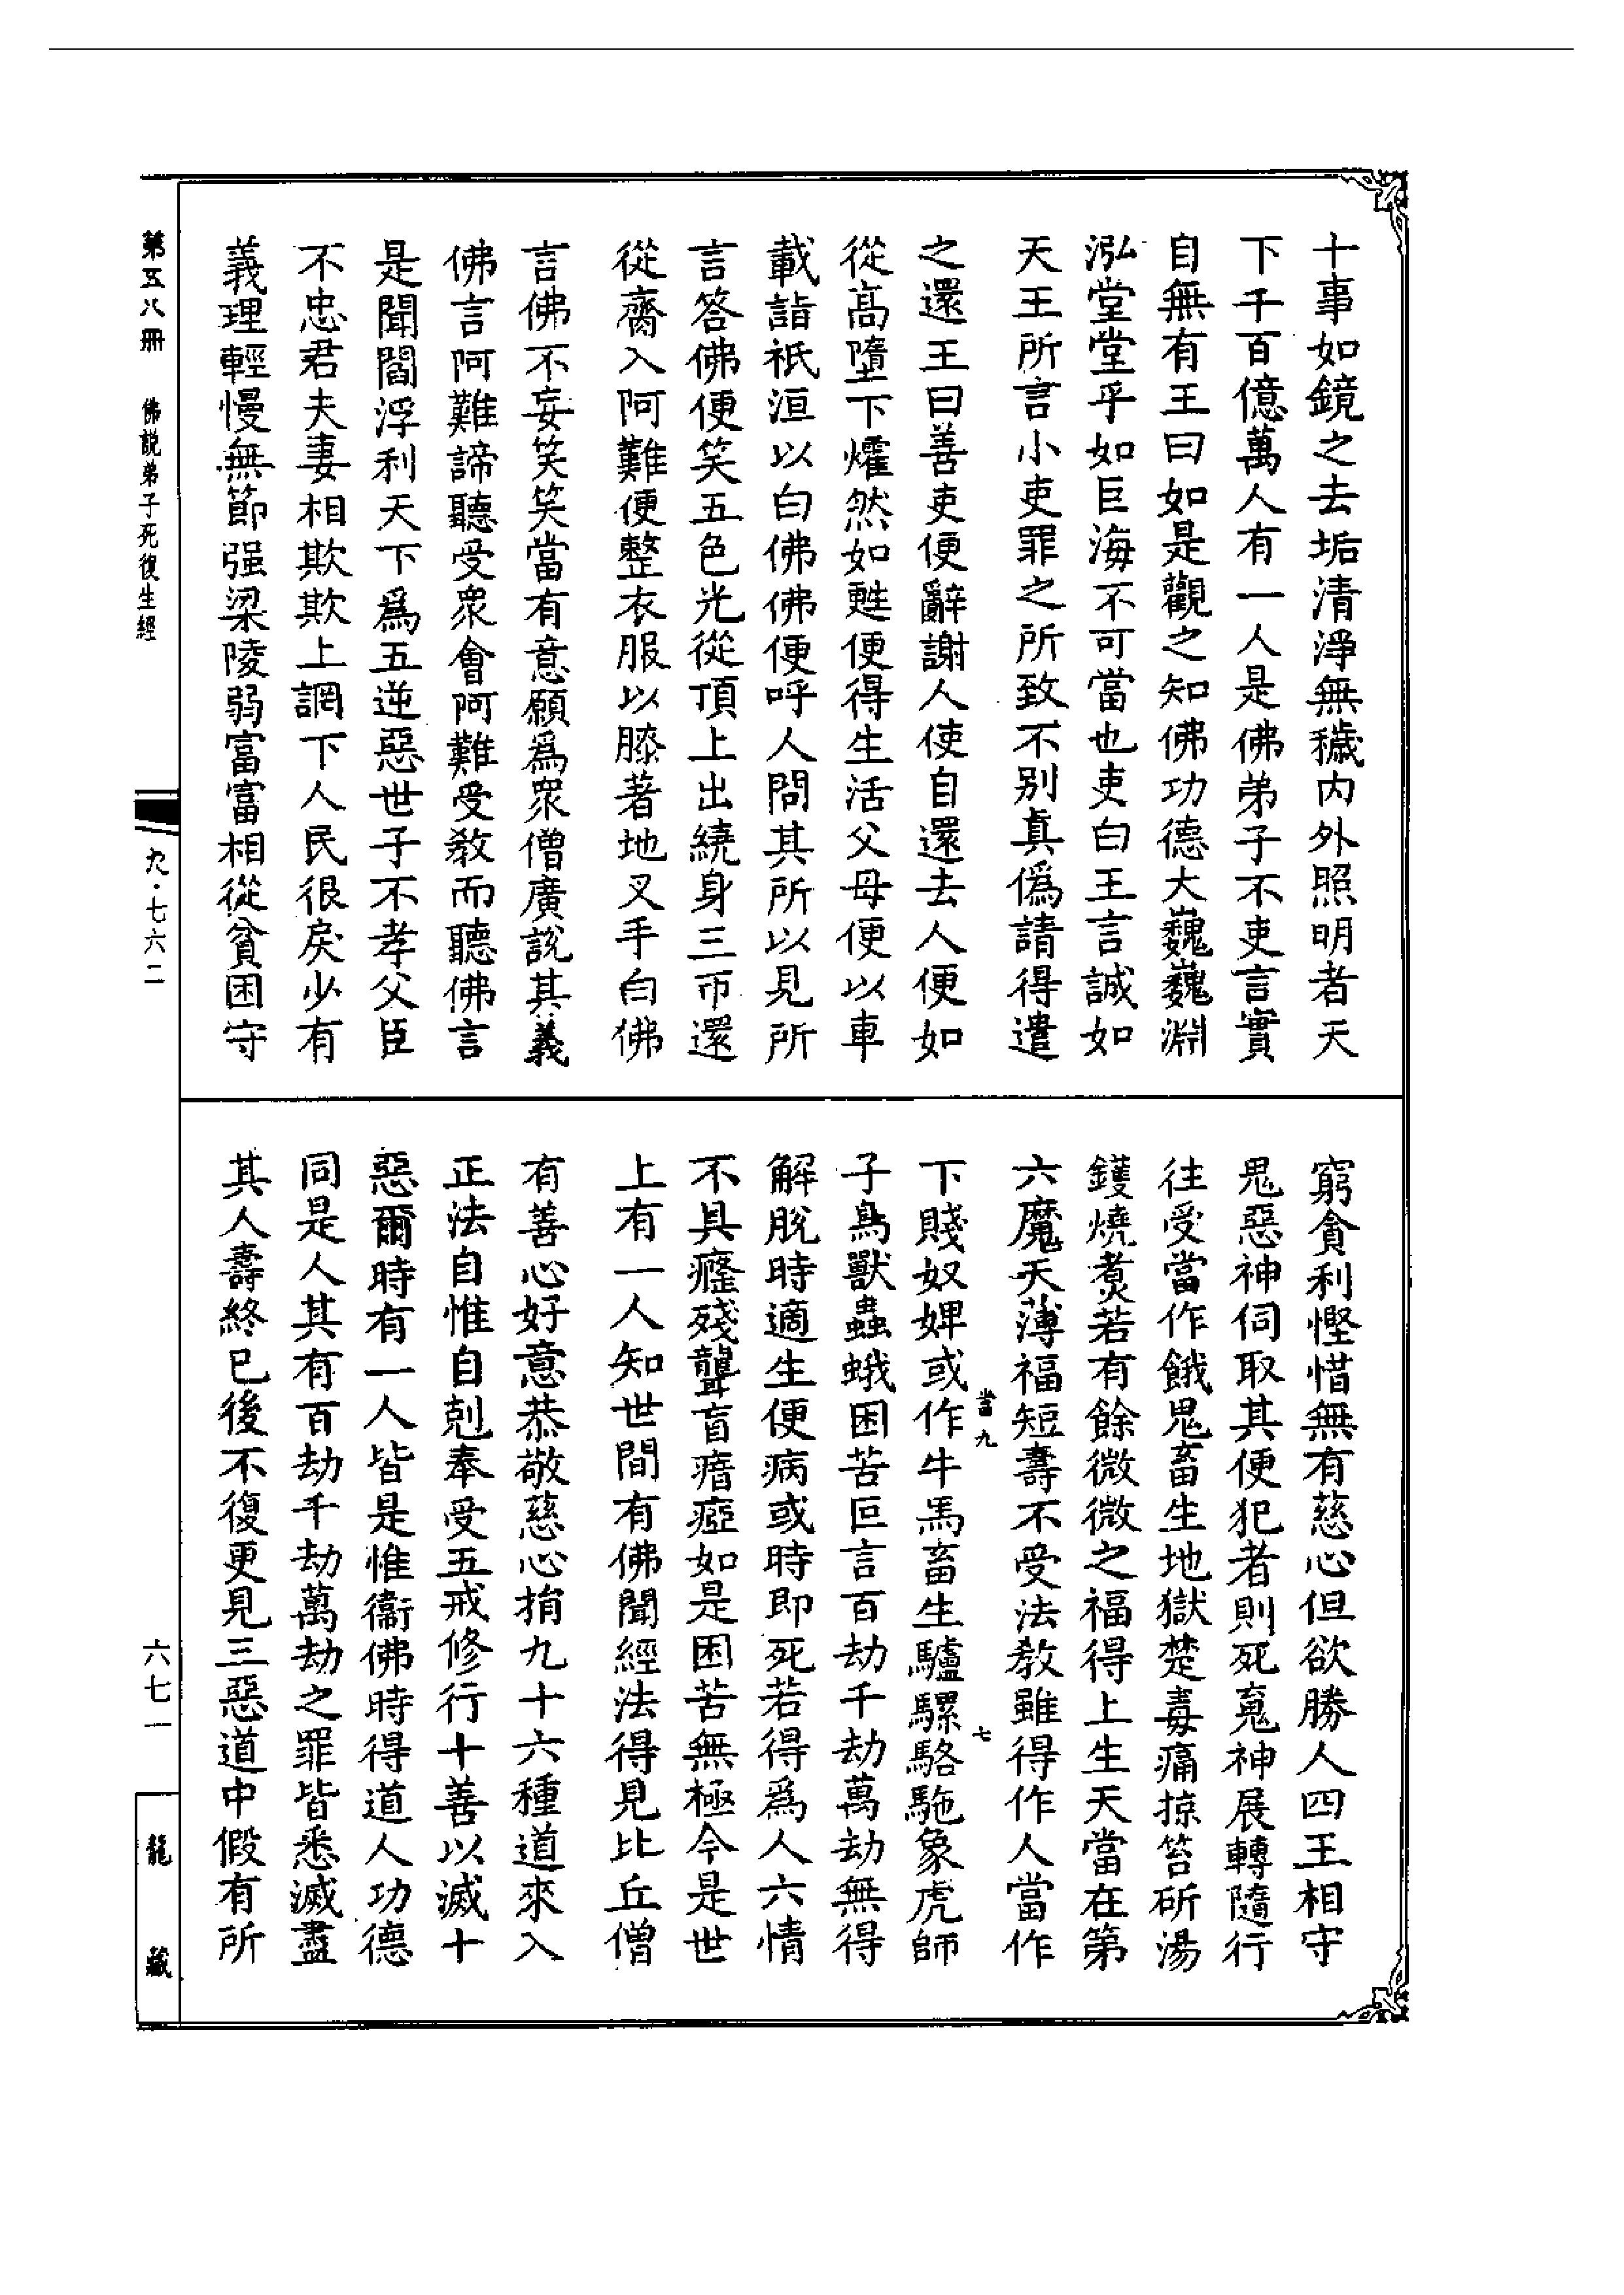 十事如鏡之去垢清淨無穢内外照明者天
下千百億萬人有一人是佛弟子不吏言實
自無有王曰如是觀之知佛功德大巍巍淵
泓堂堂乎如巨海不可當也吏白王言誠如
天王所言小吏罪之所致不别真僞請得遣
之還王曰善吏便辭謝人使自還去人便如
從髙墮下㸌然如甦便得生活父母便以車
載詣祇洹以白佛佛便呼人問其所以見所
言答佛便笑五色光從頂上出繞身三帀還
從齎入阿難便整衣服以膝著地叉手白佛
言佛不妄笑笑當有意願爲眾僧廣説其義
佛言阿難諦聽受眾會阿難受教而聽佛言
是聞閻浮利天下爲五逆惡世子不孝父臣
不忠君夫妻相欺欺上誷下人民很戾少有
義理輕慢無節强梁陵弱富富相從貧困守
窮貪利慳惜無有慈心但欲勝人四王相守
鬼惡神伺取其便犯者則死䰟神展轉隨行
往受當作餓鬼畜生地獄楚毒痛掠笞斫湯
鑊燒煮若有餘微微之福得上生天當在第
六魔天薄福短壽不受法教雖得作人當作
下賤奴婢或作牛馬畜生驢騾駱駞象虎師
子鳥獸蟲蛾困苦叵言百劫千劫萬劫無得
解脫時適生便病或時即死若得爲人六情
不具癃殘聾盲瘖瘂如是困苦無極今是世
上有一人知世間有佛聞經法得見比丘僧
有善心好意恭敬慈心捐九十六種道來入
正法自惟自剋奉受五戒修行十善以滅十
惡爾時有一人皆是惟衞佛時得道人功德
同是人其有百劫千劫萬劫之罪皆悉滅盡
其人壽終已後不復更見三惡道中假有所
當九
七
第五八冊
佛説弟子死復生經
九·七六二
六七一
龍藏